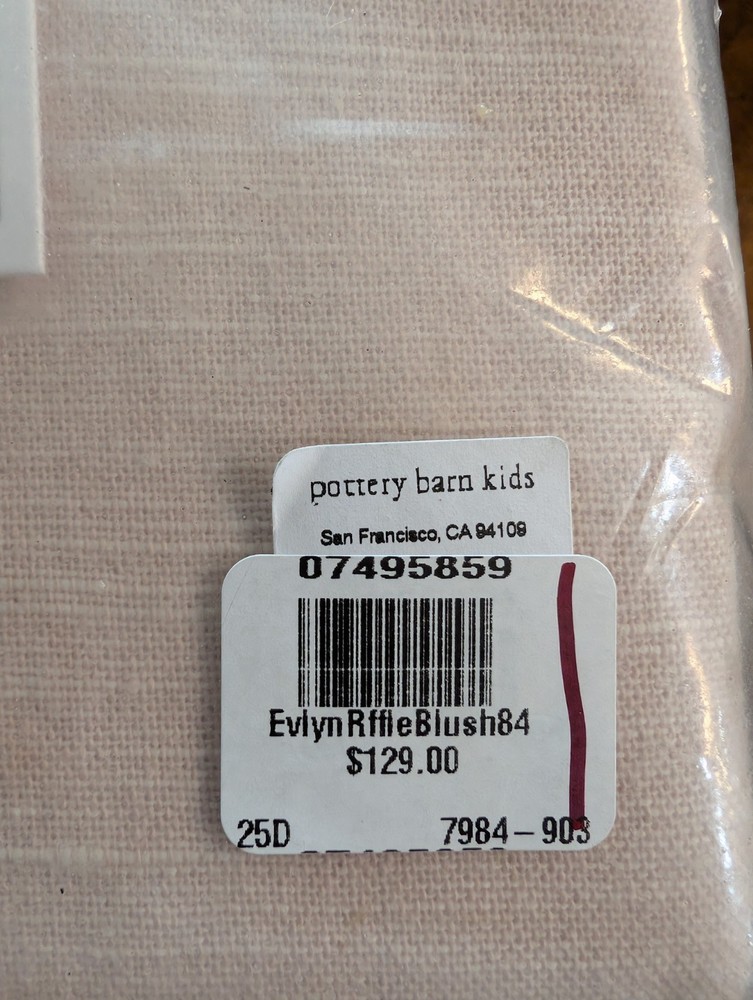 pottery barn kids
San Francisco, CA 94109
07495859
EvlynRffleBlush84
$129.00
25D 7984-903